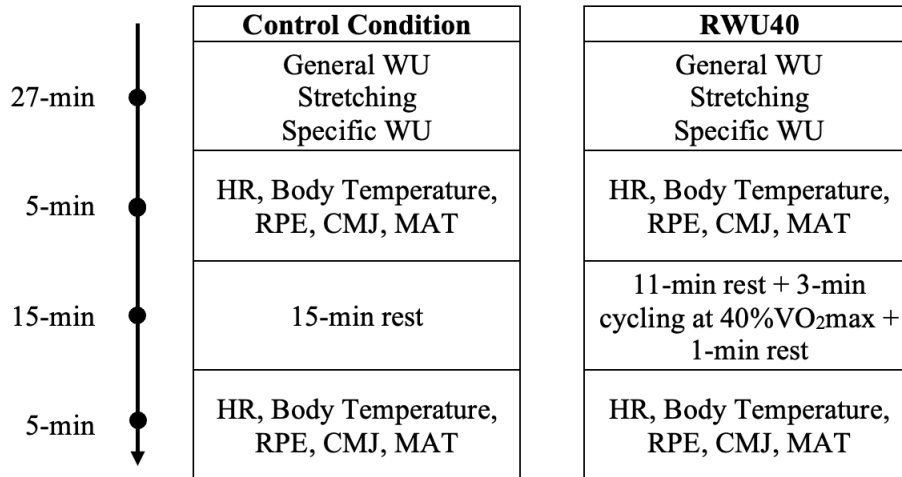 Control Condition
RWU40
27-min
General WU
Stretching
Specific WU
General WU
Stretching
Specific WU
5-min
HR, Body Temperature,
RPE, CMJ, MAT
HR, Body Temperature,
RPE, CMJ, MAT
15-min
15-min rest
11-min rest + 3-min
cycling at 40%VO₂max +
1-min rest
5-min
HR, Body Temperature,
RPE, CMJ, MAT
HR, Body Temperature,
RPE, CMJ, MAT